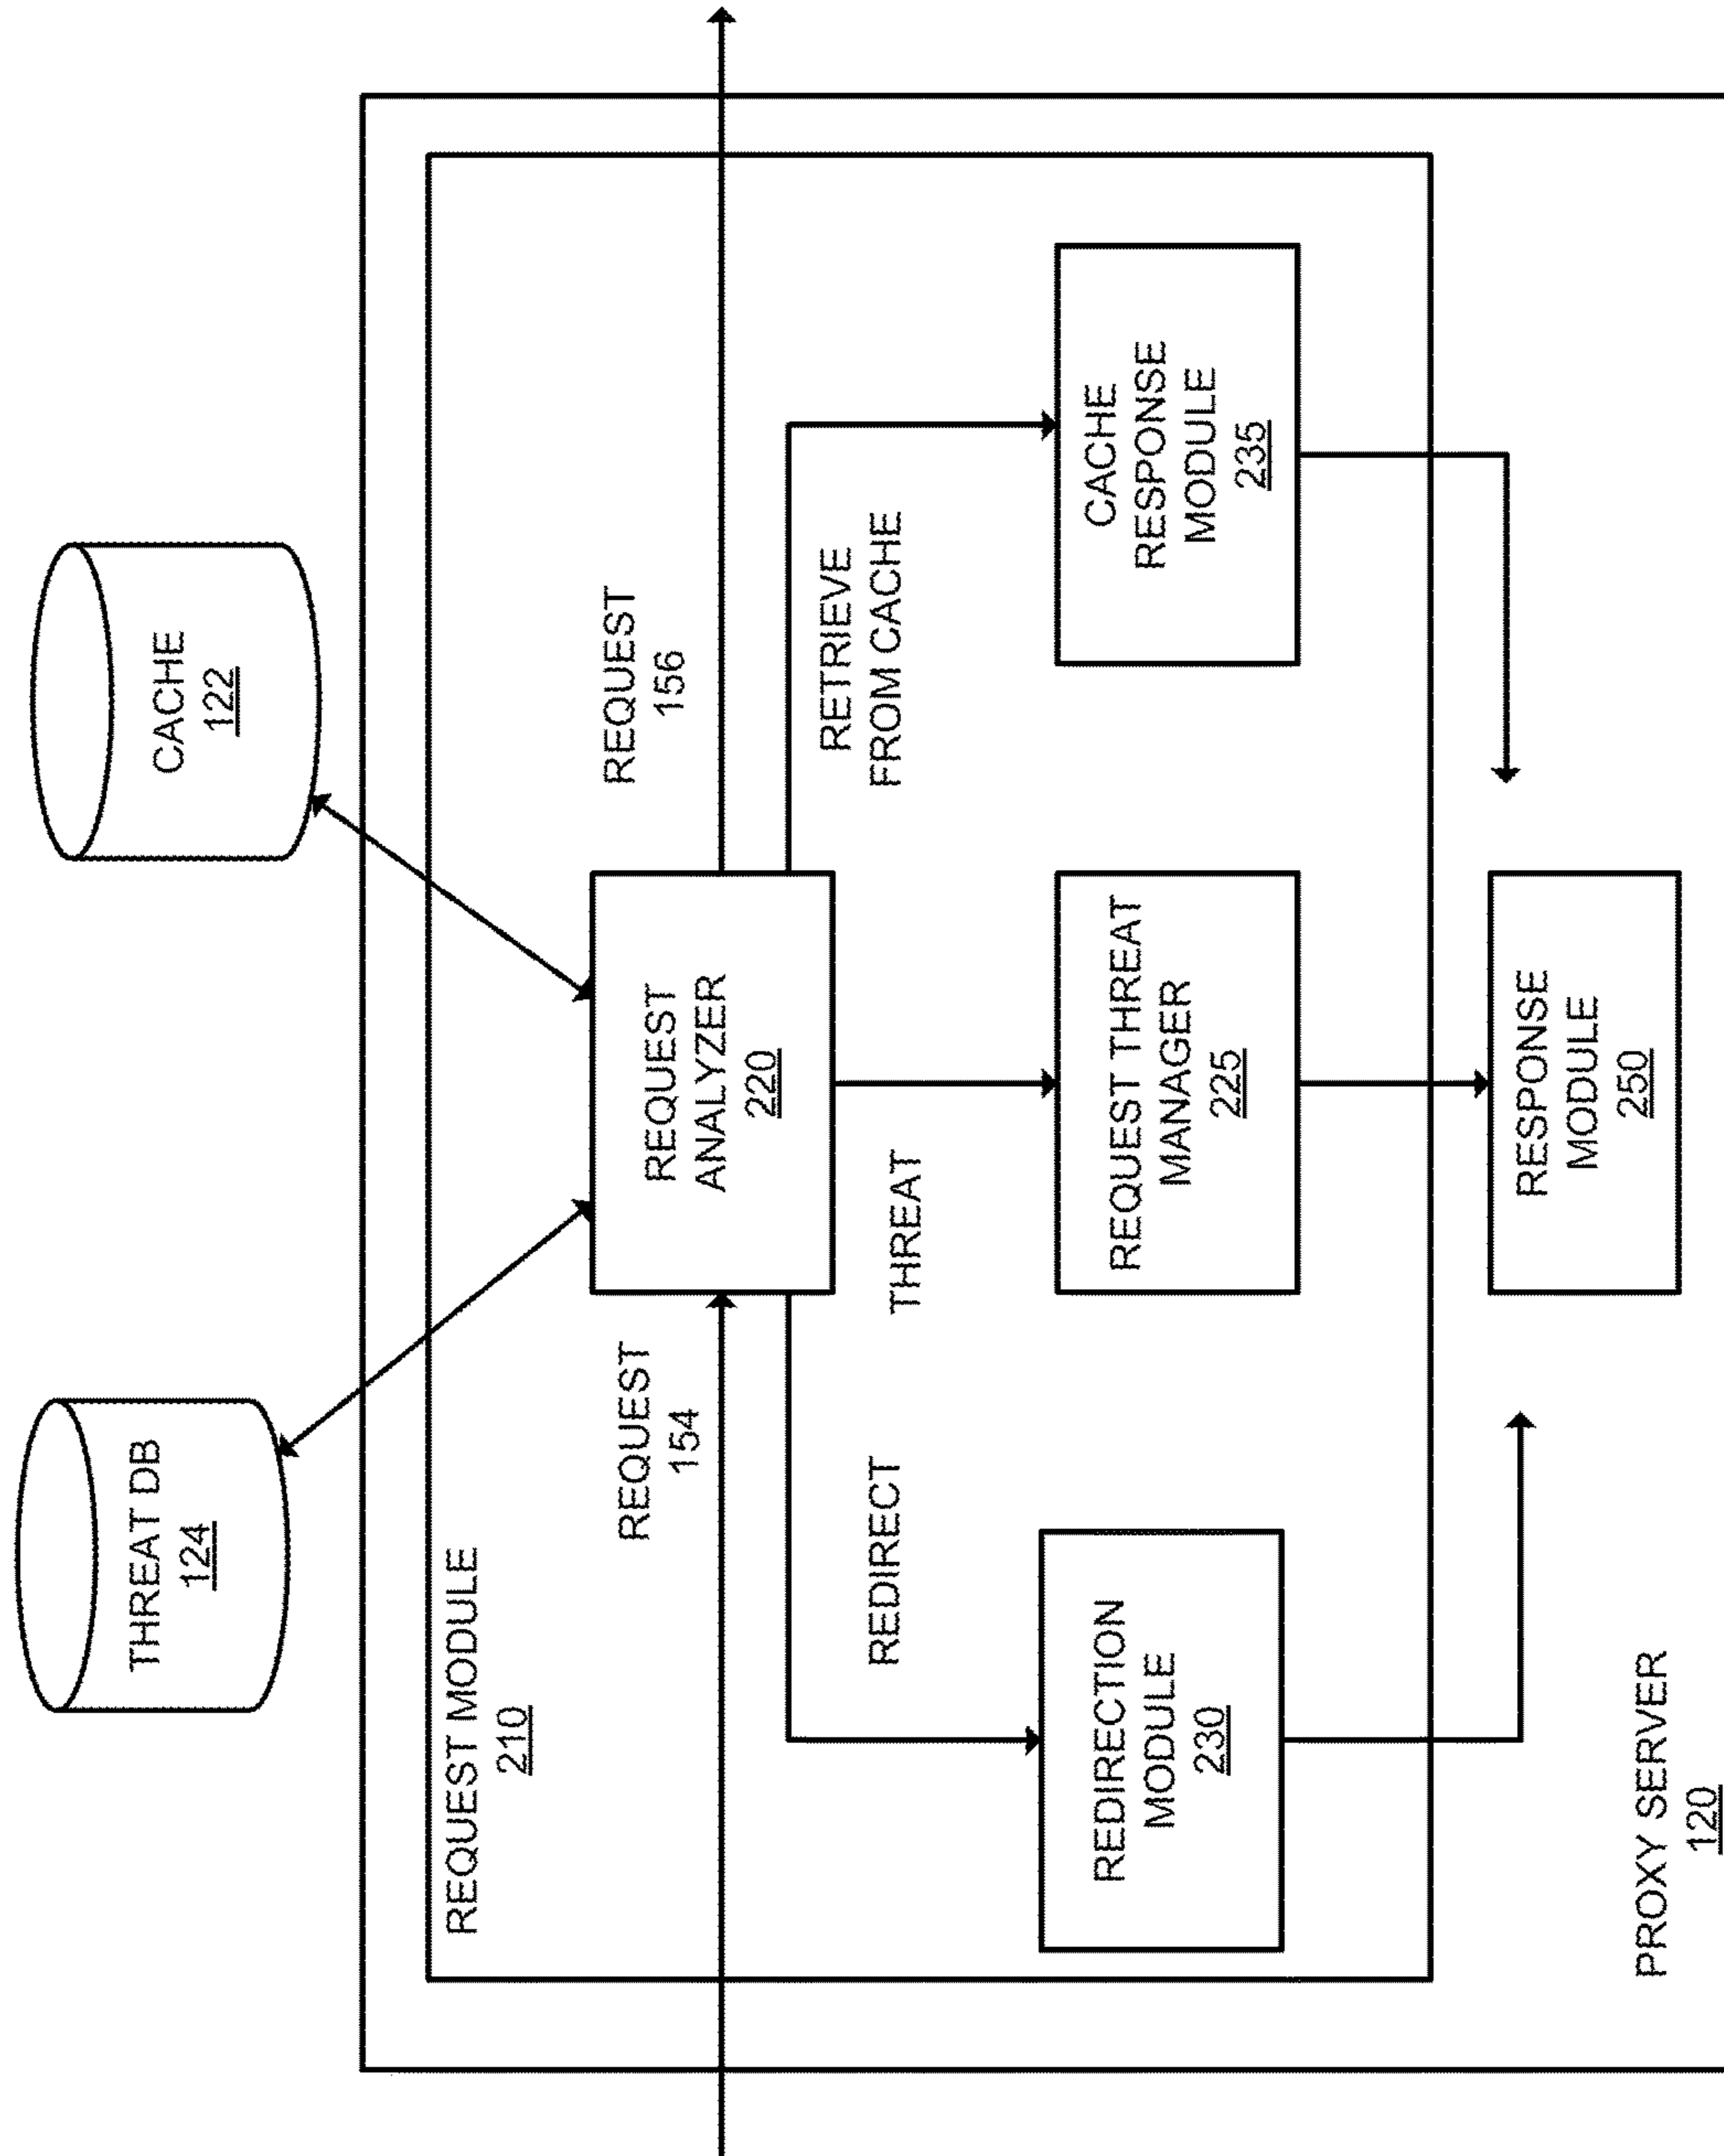 THREAT DB
124
CACHE
122
REQUEST MODULE
210
REQUEST
154
REQUEST
ANALYZER
220
REQUEST
156
REDIRECT
THREAT
RETRIEVE
FROM CACHE
REDIRECTION
MODULE
230
REQUEST THREAT
MANAGER
225
CACHE
RESPONSE
MODULE
235
RESPONSE
MODULE
250
PROXY SERVER
120